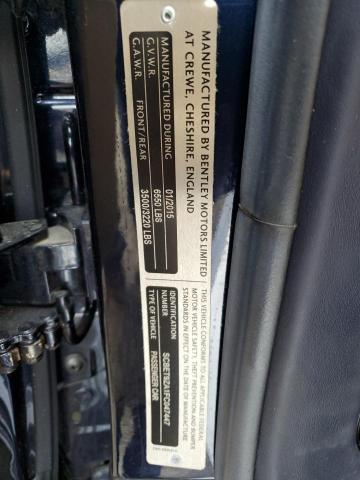 MANUFACTURED BY BENTLEY MOTORS LIMITED
AT CREWE, CHESHIRE, ENGLAND
MANUFACTURED DURING 01/2015
G.V.W.R. 6550 LBS
G.A.W.R. FRONT/REAR 3500/3220 LBS
THIS VEHICLE CONFORMS TO ALL APPLICABLE FEDERAL
MOTOR VEHICLE SAFETY, THEFT PREVENTION AND BUMPER
STANDARDS IN EFFECT ON THE DATE OF MANUFACTURE
IDENTIFICATION
NUMBER SCBET9ZA1FC047447
TYPE OF VEHICLE PASSENGER CAR